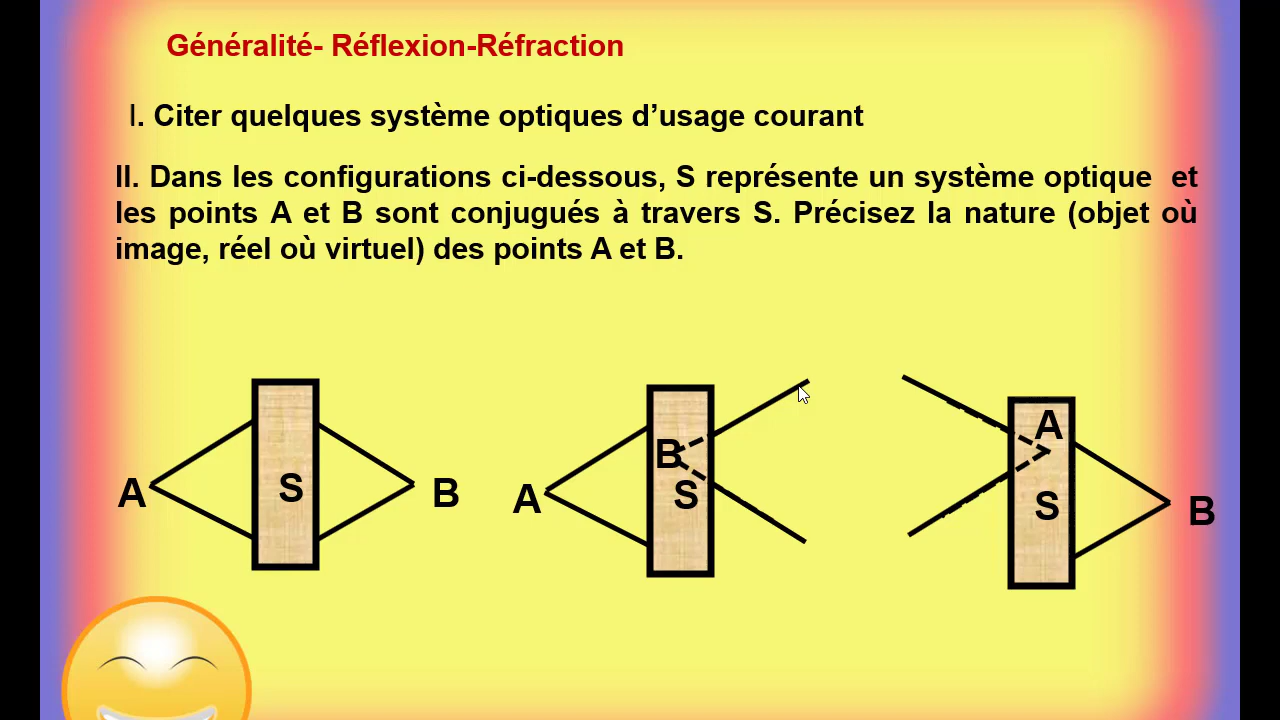 Généralité- Réflexion-Réfraction
I. Citer quelques système optiques d’usage courant
II. Dans les configurations ci-dessous, S représente un système optique et
les points A et B sont conjugués à travers S. Précisez la nature (objet où
image, réel où virtuel) des points A et B.
A S B
A B S
A S B